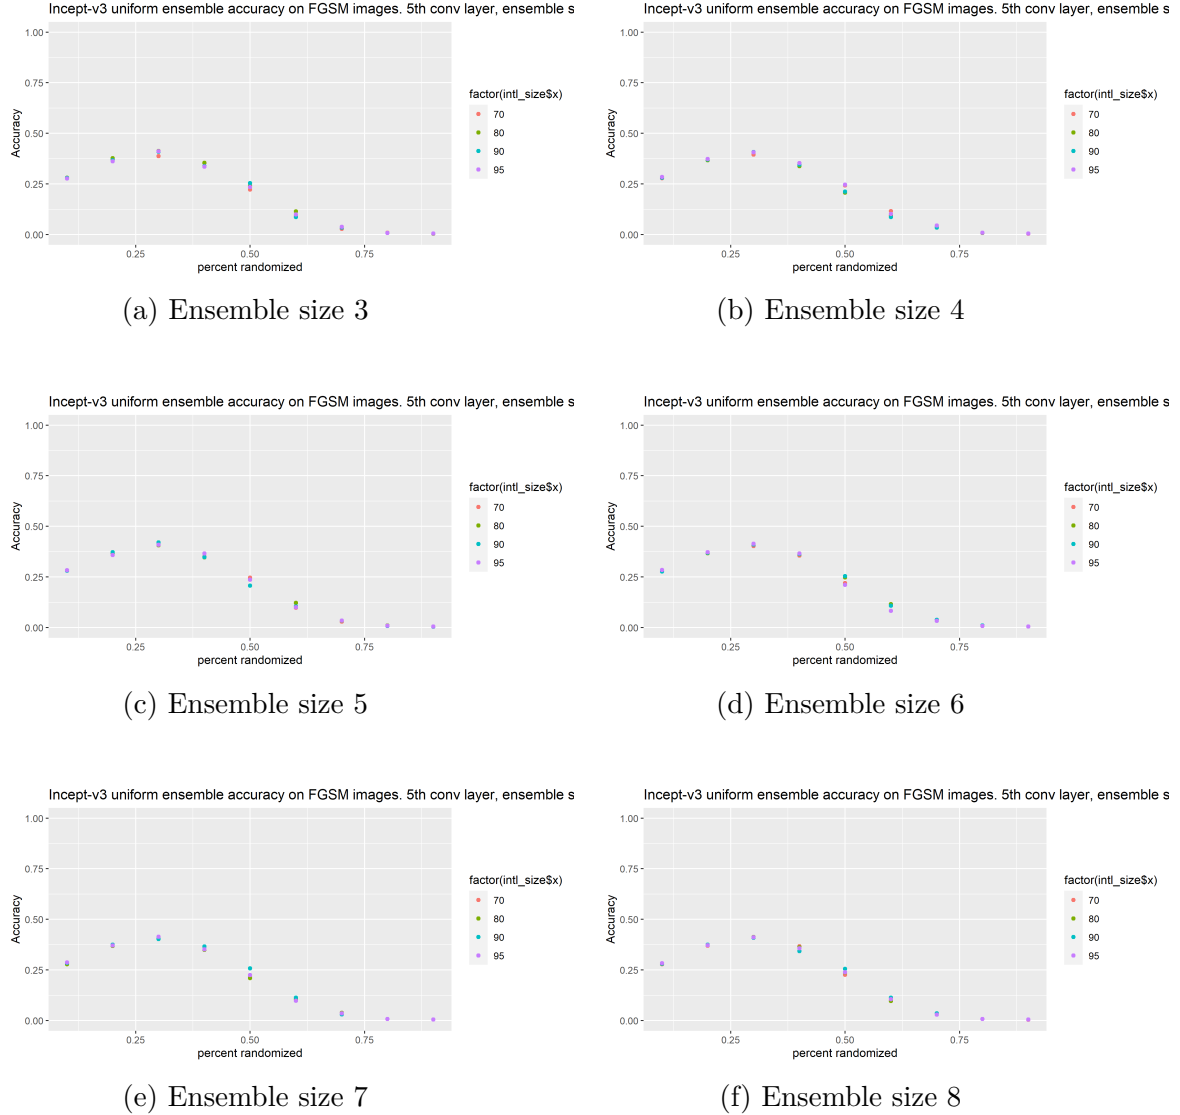 Incept-v3 uniform ensemble accuracy on FGSM images. 5th conv layer, ensemble s
1.00
0.75
0.50
0.25
0.00
Accuracy
0.25 0.50 0.75
percent randomized
factor(intl_size$x)
70
80
90
95
(a) Ensemble size 3
Incept-v3 uniform ensemble accuracy on FGSM images. 5th conv layer, ensemble s
1.00
0.75
0.50
0.25
0.00
Accuracy
0.25 0.50 0.75
percent randomized
factor(intl_size$x)
70
80
90
95
(b) Ensemble size 4
Incept-v3 uniform ensemble accuracy on FGSM images. 5th conv layer, ensemble s
1.00
0.75
0.50
0.25
0.00
Accuracy
0.25 0.50 0.75
percent randomized
factor(intl_size$x)
70
80
90
95
(c) Ensemble size 5
Incept-v3 uniform ensemble accuracy on FGSM images. 5th conv layer, ensemble s
1.00
0.75
0.50
0.25
0.00
Accuracy
0.25 0.50 0.75
percent randomized
factor(intl_size$x)
70
80
90
95
(d) Ensemble size 6
Incept-v3 uniform ensemble accuracy on FGSM images. 5th conv layer, ensemble s
1.00
0.75
0.50
0.25
0.00
Accuracy
0.25 0.50 0.75
percent randomized
factor(intl_size$x)
70
80
90
95
(e) Ensemble size 7
Incept-v3 uniform ensemble accuracy on FGSM images. 5th conv layer, ensemble s
1.00
0.75
0.50
0.25
0.00
Accuracy
0.25 0.50 0.75
percent randomized
factor(intl_size$x)
70
80
90
95
(f) Ensemble size 8